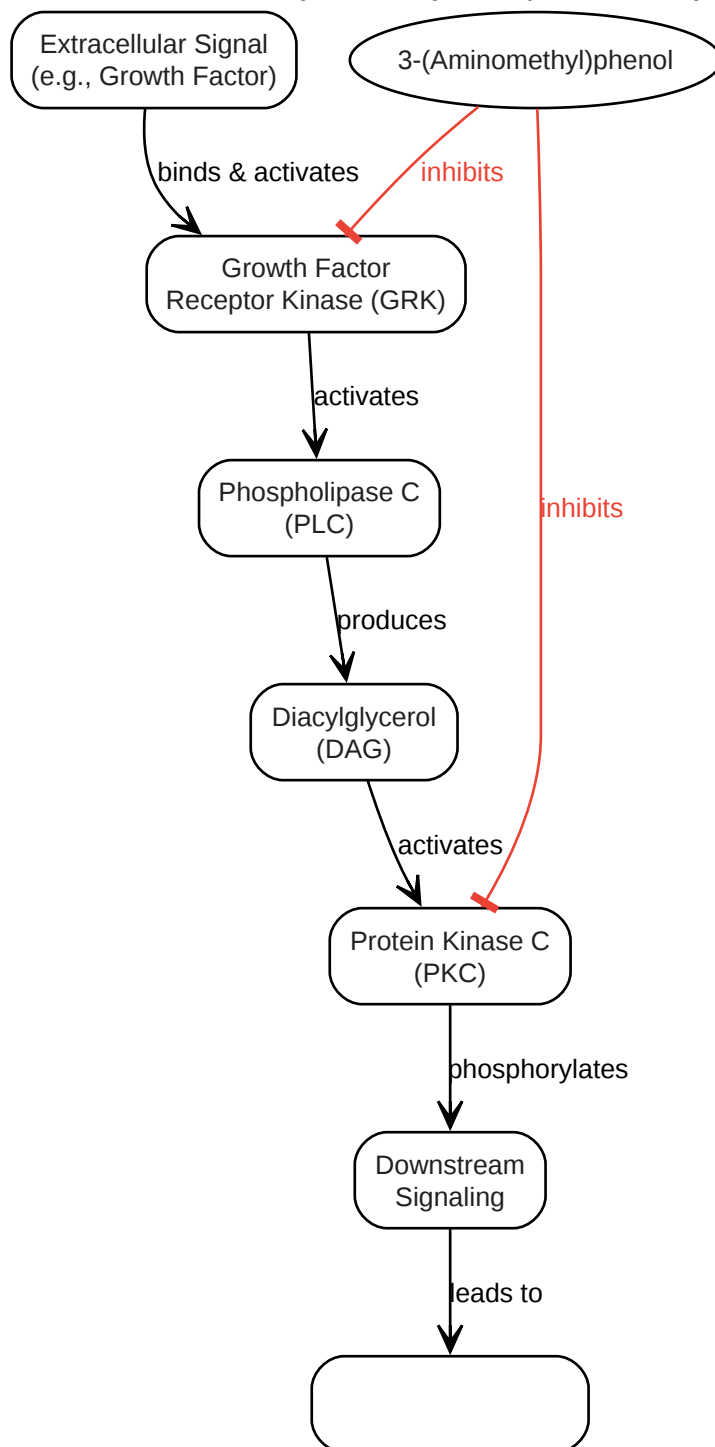 Extracellular Signal
(e.g., Growth Factor)
3-(Aminomethyl)phenol
binds & activates
inhibits
Growth Factor
Receptor Kinase (GRK)
activates
Phospholipase C
(PLC)
inhibits
produces
Diacylglycerol
(DAG)
activates
Protein Kinase C
(PKC)
phosphorylates
Downstream
Signaling
leads to